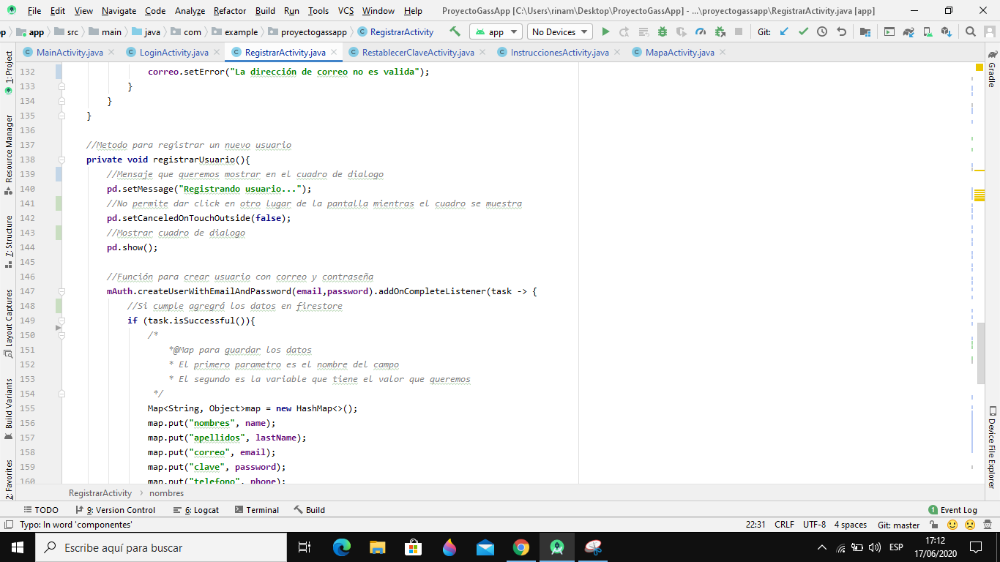 File Edit View Navigate Code Analyze Refactor Build Run Tools VCS Window Help ProyectoGassApp [C:\Users\rinam\Desktop\ProyectoGassApp] - ...\proyectogassapp\RegistrarActivity.java [app]
app src main java com example proyectogassapp RegistrarActivity app No Devices Git:
MainActivity.java LoginActivity.java RegistrarActivity.java RestablecerClaveActivity.java InstruccionesActivity.java MapaActivity.java
1: Project
Resource Manager
7: Structure
Layout Captures
Build Variants
2: Favorites
132 correo.setError("La dirección de correo no es valida");
133 }
134 }
135 }
136
137 //Metodo para registrar un nuevo usuario
138 private void registrarUsuario(){
139 //Mensaje que queremos mostrar en el cuadro de dialogo
140 pd.setMessage("Registrando usuario...");
141 //No permite dar click en otro lugar de la pantalla mientras el cuadro se muestra
142 pd.setCanceledOnTouchOutside(false);
143 //Mostrar cuadro de dialogo
144 pd.show();
145
146 //Función para crear usuario con correo y contraseña
147 mAuth.createUserWithEmailAndPassword(email,password).addOnCompleteListener(task -> {
148 //Si cumple agregrá los datos en firestore
149 if (task.isSuccessful()){
150 /*
151 *@Map para guardar los datos
152 * El primero parametro es el nombre del campo
153 * El segundo es la variable que tiene el valor que queremos
154 */
155 Map<String, Object>map = new HashMap<>();
156 map.put("nombres", name);
157 map.put("apellidos", lastName);
158 map.put("correo", email);
159 map.put("clave", password);
160 map.put("telefono", phone);
Gradle
Device File Explorer
RegistrarActivity nombres
TODO 9: Version Control 6: Logcat Terminal Build 1 Event Log
Typo: In word 'componentes' 22:31 CRLF UTF-8 4 spaces Git: master
Escribe aquí para buscar ESP 17:12
17/06/2020